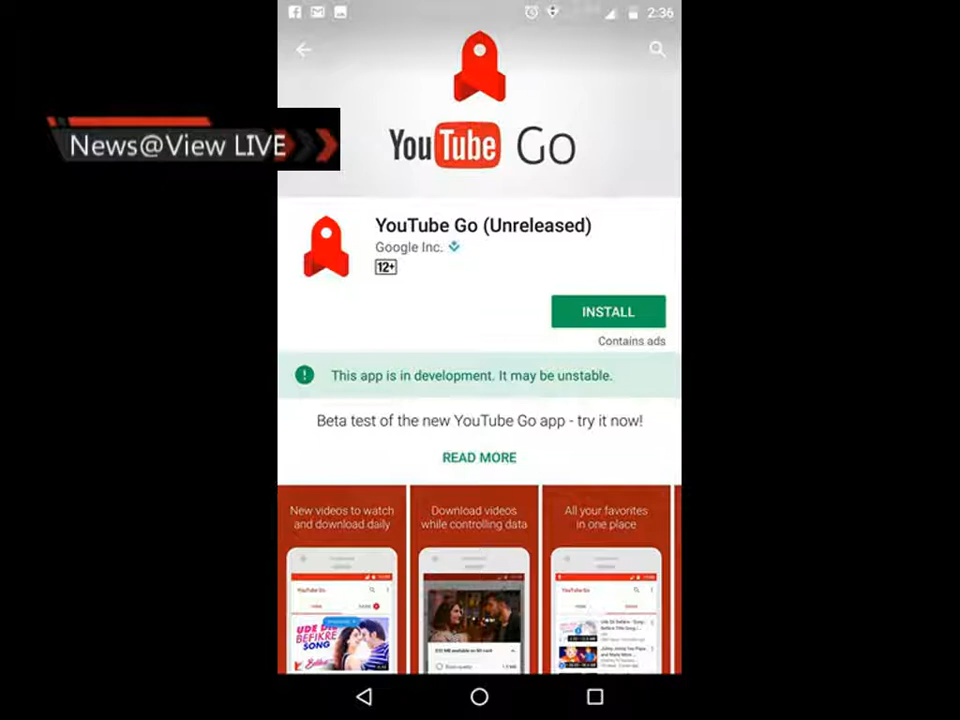 2:36
News@View LIVE
YouTube Go
YouTube Go (Unreleased)
Google Inc.
12+
INSTALL
Contains ads
This app is in development. It may be unstable.
Beta test of the new YouTube Go app - try it now!
READ MORE
New videos to watch
and download daily
Download videos
while controlling data
All your favorites
in one place
YouTube Go
UDE DIL
BEFIKRE
SONG
YouTube Go